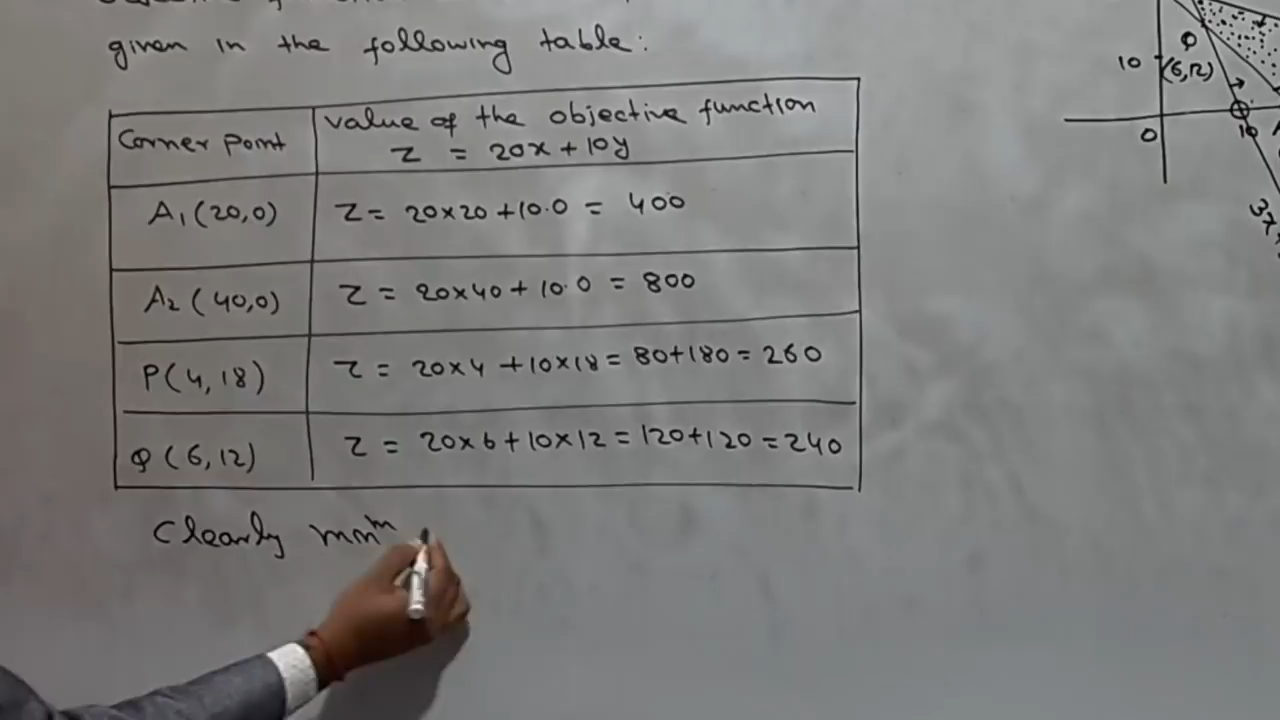 given in the following table:
Corner point
value of the objective function
Z = 20x + 10y
A₁(20,0)
Z = 20×20 + 10·0 = 400
A₂(40,0)
Z = 20×40 + 10·0 = 800
P(4,18)
Z = 20×4 + 10×18 = 80+180 = 260
Q(6,12)
Z = 20×6 + 10×12 = 120+120 = 240
Clearly mnᵐ
Q
10
(6,12)
0
10
3x